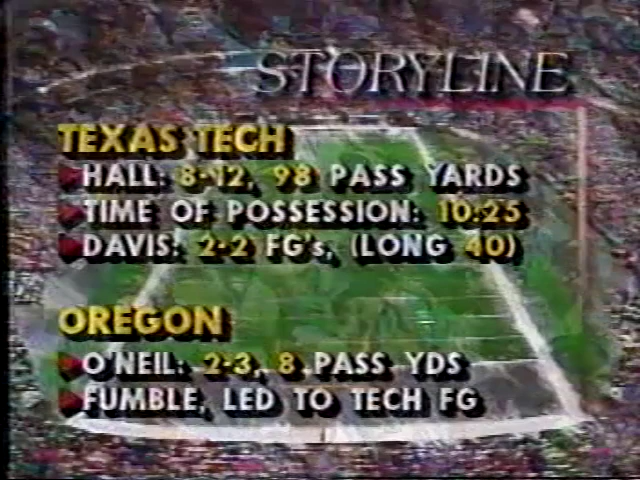 STORYLINE
TEXAS TECH
HALL: 8-12, 98 PASS YARDS
TIME OF POSSESSION: 10:25
DAVIS: 2-2 FG's, (LONG 40)
OREGON
O'NEIL: 2-3, 8 PASS YDS
FUMBLE, LED TO TECH FG